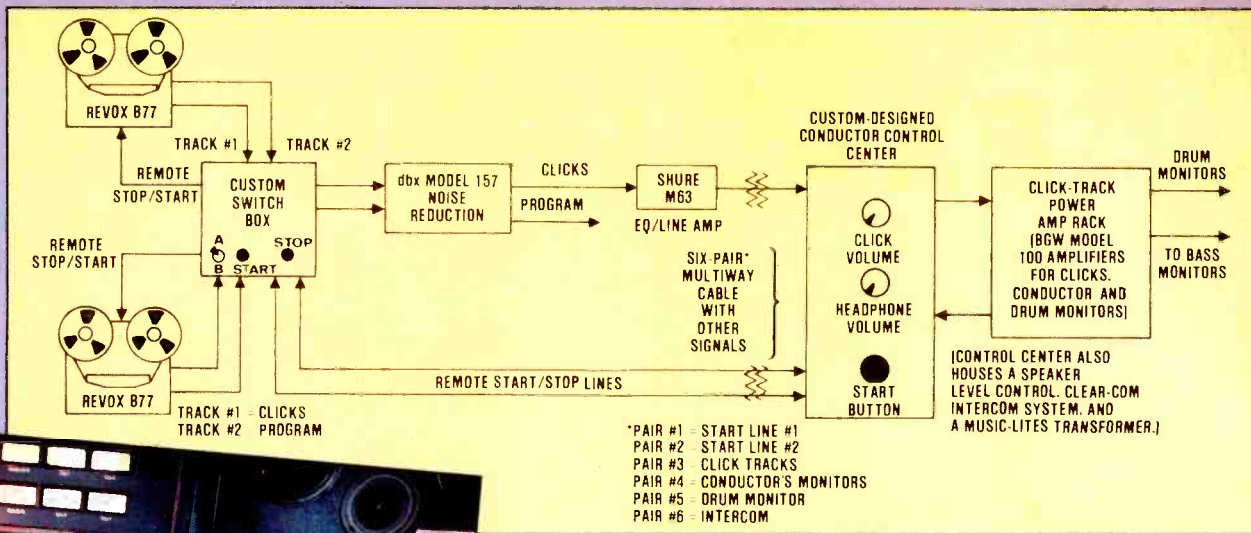 REVOX B77
TRACK #1
TRACK #2
REMOTE
STOP/START
CUSTOM
SWITCH
BOX
A
B
START
STOP
REMOTE
STOP/START
REVOX B77
TRACK #1 = CLICKS
TRACK #2 PROGRAM
dbx MODEL 157
NOISE
REDUCTION
CLICKS
PROGRAM
SHURE
M63
EQ/LINE AMP
SIX-PAIR*
MULTIWAY
CABLE
WITH
OTHER
SIGNALS
REMOTE START/STOP LINES
CUSTOM-DESIGNED
CONDUCTOR CONTROL
CENTER
CLICK
VOLUME
HEADPHONE
VOLUME
START
BUTTON
CLICK-TRACK
POWER
AMP RACK
(BGW MODEL
100 AMPLIFIERS
FOR CLICKS,
CONDUCTOR AND
DRUM MONITORS)
DRUM
MONITORS
TO BASS
MONITORS
(CONTROL CENTER ALSO
HOUSES A SPEAKER
LEVEL CONTROL, CLEAR-COM
INTERCOM SYSTEM, AND
A MUSIC-LITES TRANSFORMER.)
*PAIR #1 = START LINE #1
PAIR #2 = START LINE #2
PAIR #3 = CLICK TRACKS
PAIR #4 = CONDUCTOR'S MONITORS
PAIR #5 = DRUM MONITOR
PAIR #6 = INTERCOM